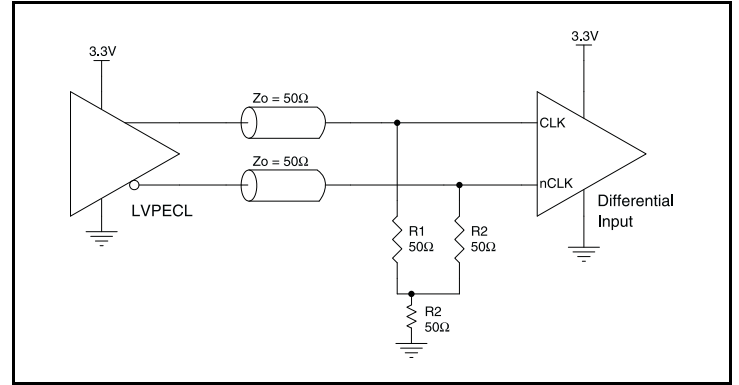 3.3V
3.3V
Zo = 50Ω
CLK
Zo = 50Ω
nCLK
LVPECL
Differential
Input
R1
50Ω
R2
50Ω
R2
50Ω